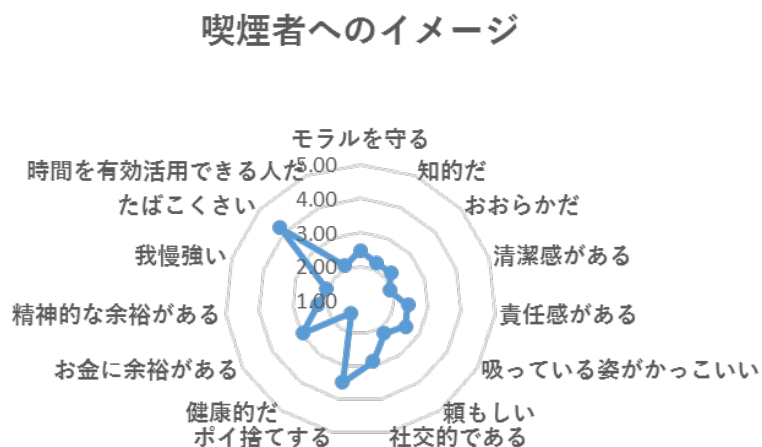 喫煙者へのイメージ
モラルを守る
知的だ
おおらかだ
清潔感がある
責任感がある
吸っている姿がかっこいい
頼もしい
社交的である
ポイ捨てする
健康的だ
お金に余裕がある
精神的な余裕がある
我慢強い
たばこくさい
時間を有効活用できる人だ
5.00
4.00
3.00
2.00
1.00